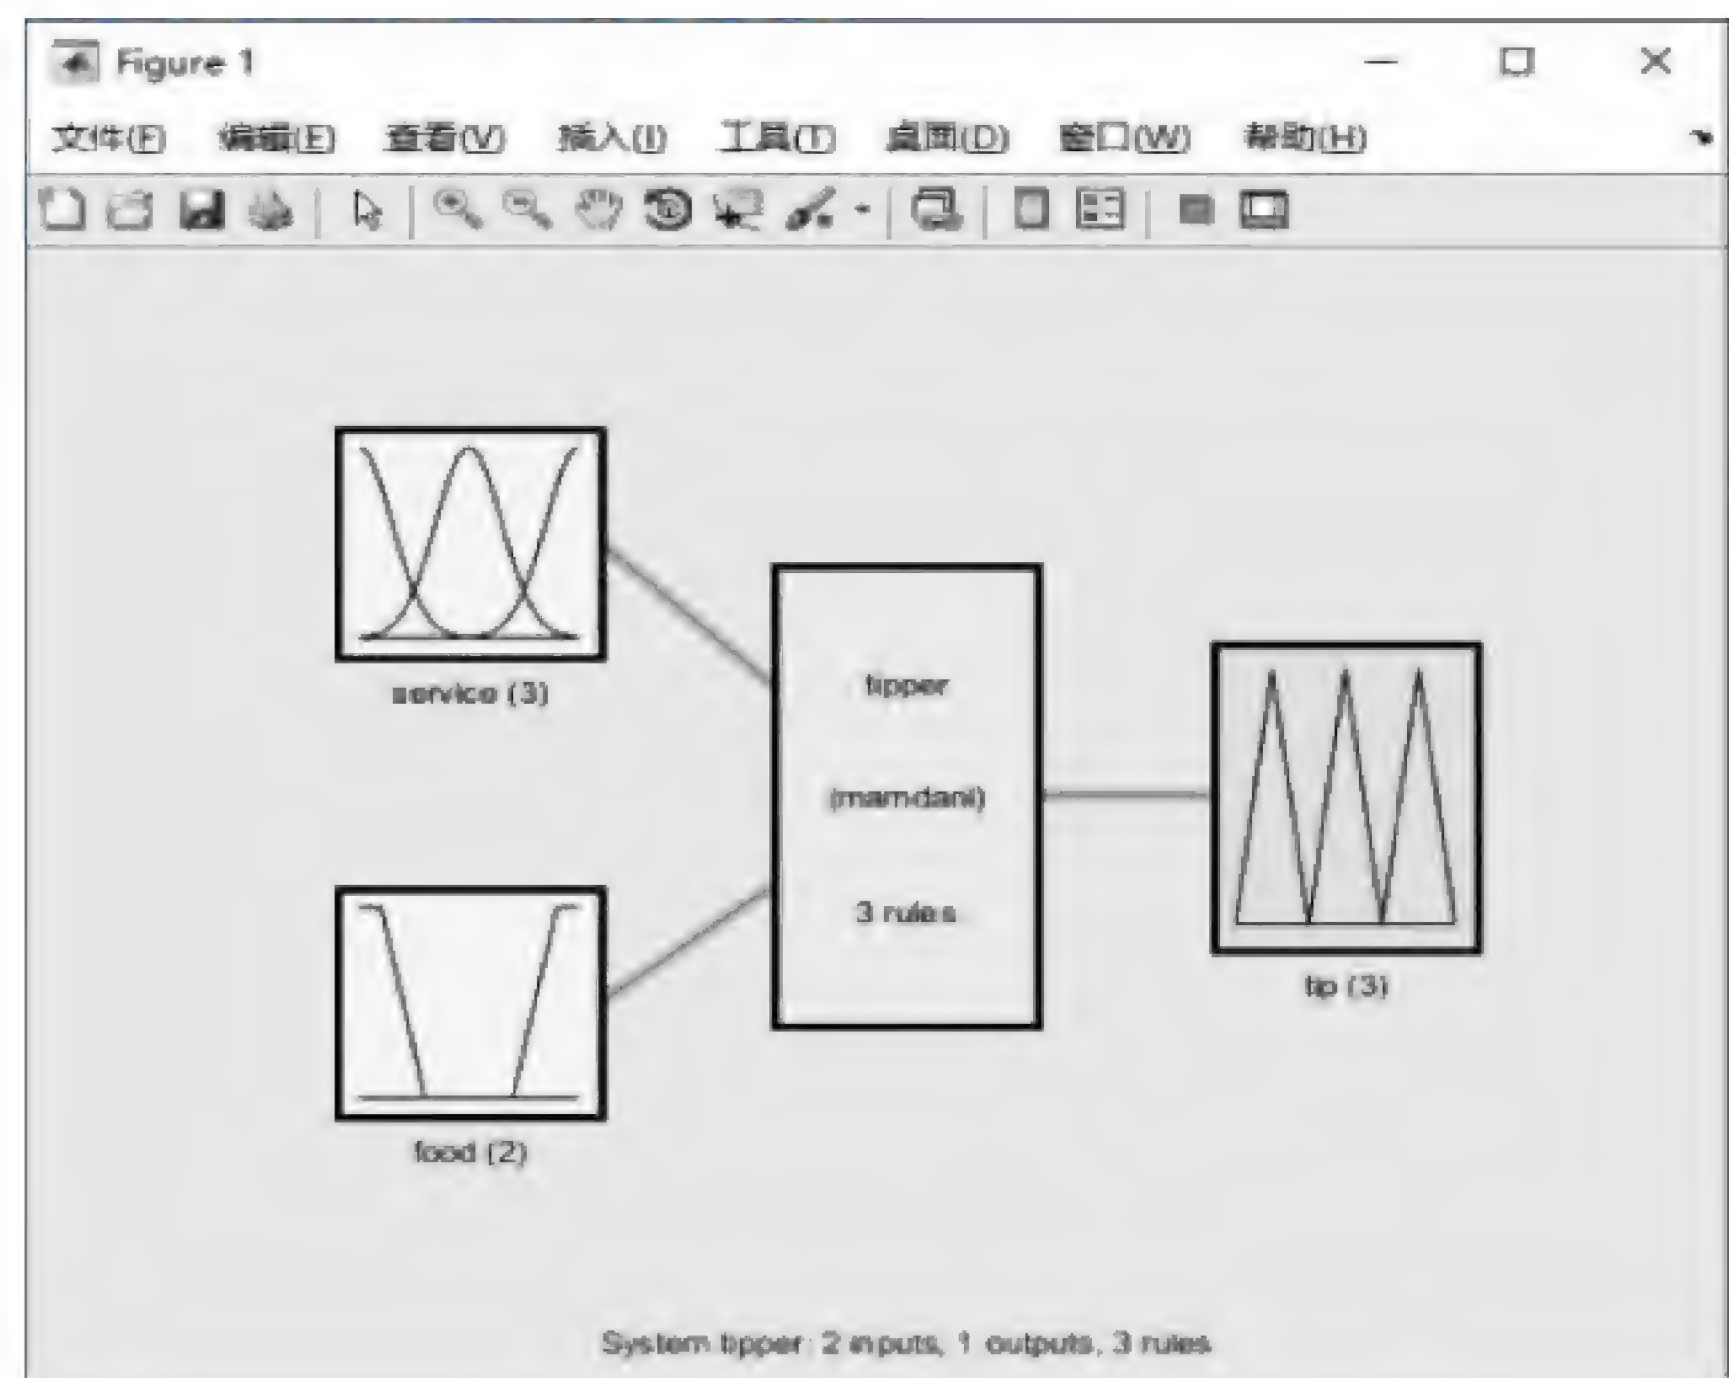 Figure 1
文件(F) 编辑(E) 查看(V) 插入(I) 工具(T) 桌面(D) 窗口(W) 帮助(H)
service (3)
tipper
(mamdani)
3 rules
tip (3)
food (2)
System tipper: 2 inputs, 1 outputs, 3 rules